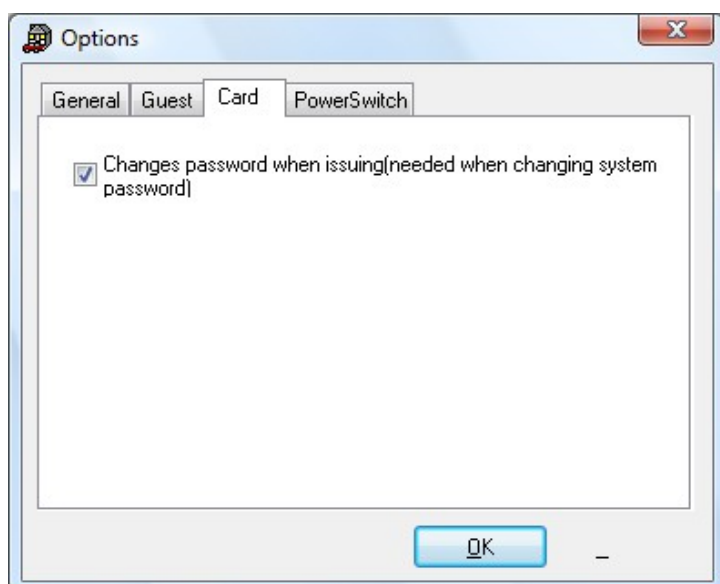 Options
General Guest Card PowerSwitch
Changes password when issuing(needed when changing system
password)
OK